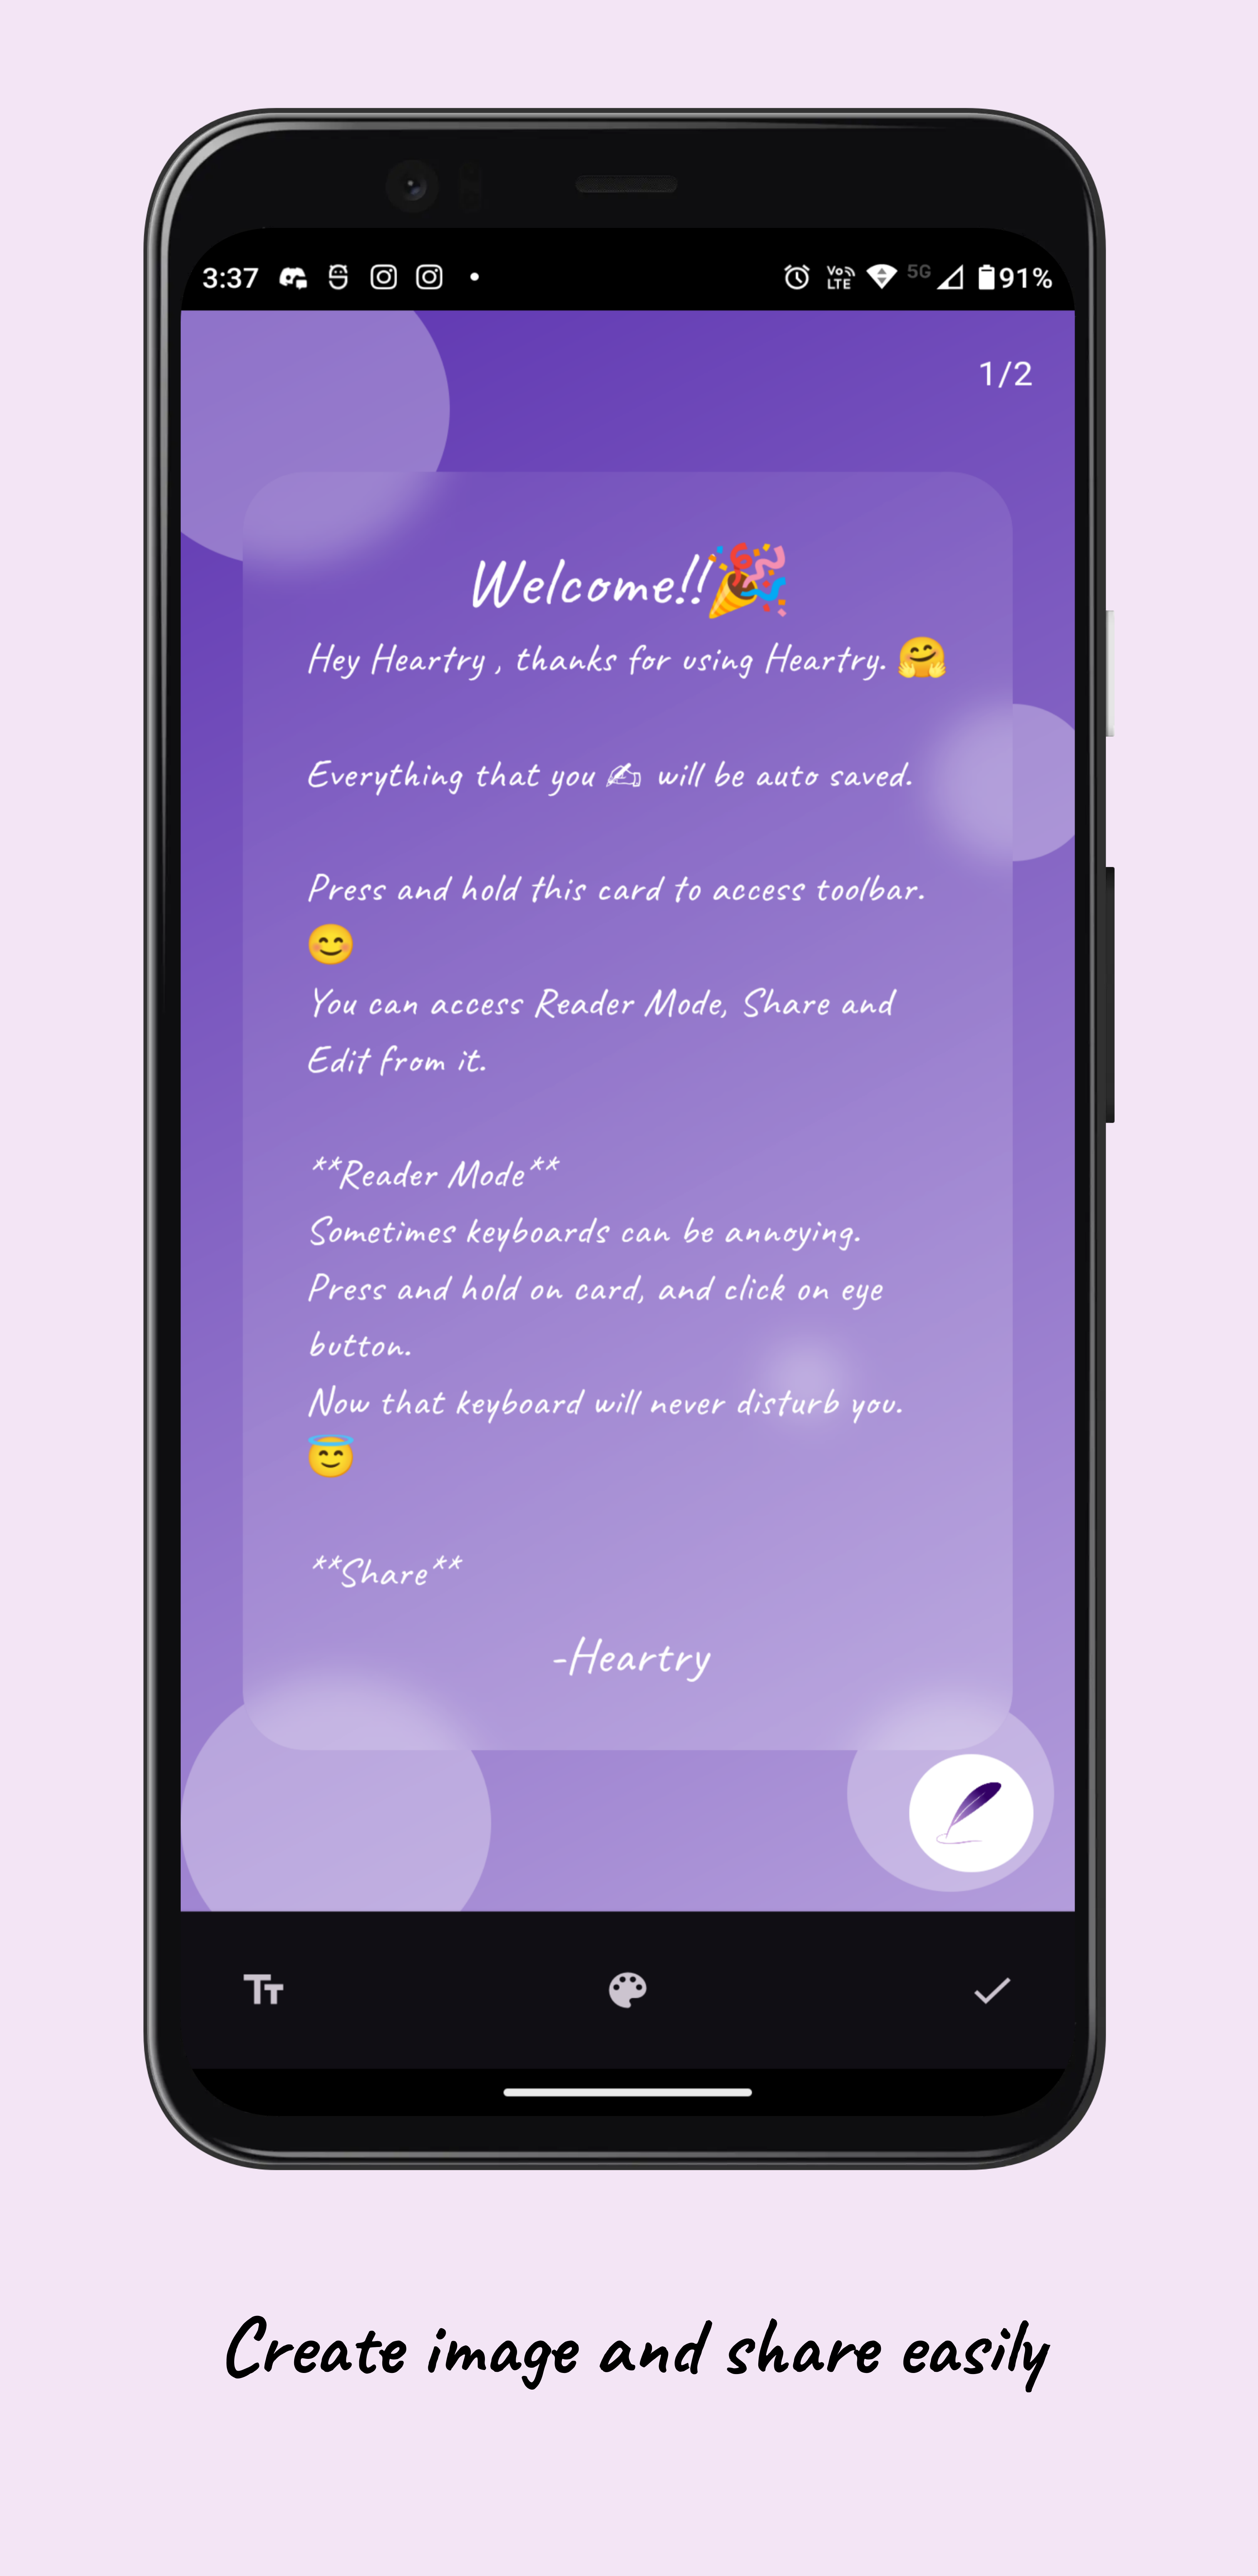 3:37
VoLTE 5G 91%
1/2
Welcome!!🎉
Hey Heartry , thanks for using Heartry. 🤗
Everything that you ✍ will be auto saved.
Press and hold this card to access toolbar.
😊
You can access Reader Mode, Share and
Edit from it.
**Reader Mode**
Sometimes keyboards can be annoying.
Press and hold on card, and click on eye
button.
Now that keyboard will never disturb you.
😇
**Share**
-Heartry
TT
Create image and share easily